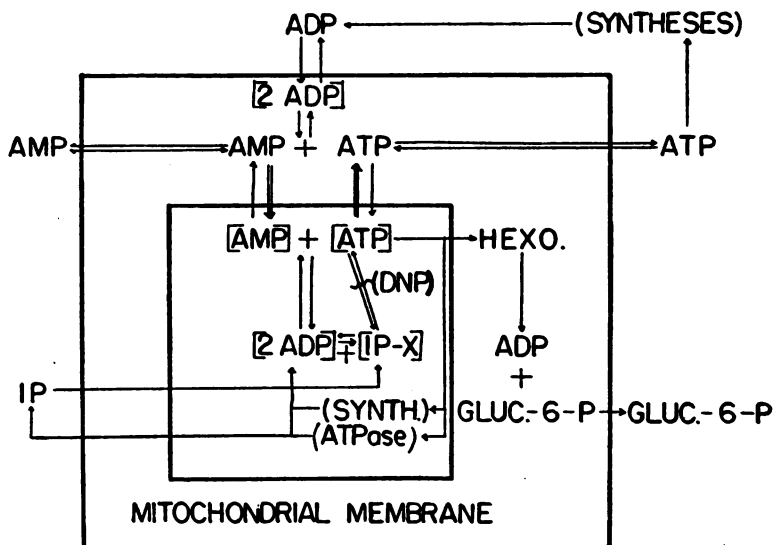 ADP (SYNTHESES)
[2 ADP]
AMP AMP + ATP ATP
[AMP] + [ATP] HEXO.
(DNP)
[2 ADP] + [IP-X] ADP
+
IP (SYNTH.) GLUC.-6-P GLUC.-6-P
(ATPase)
MITOCHONDRIAL MEMBRANE